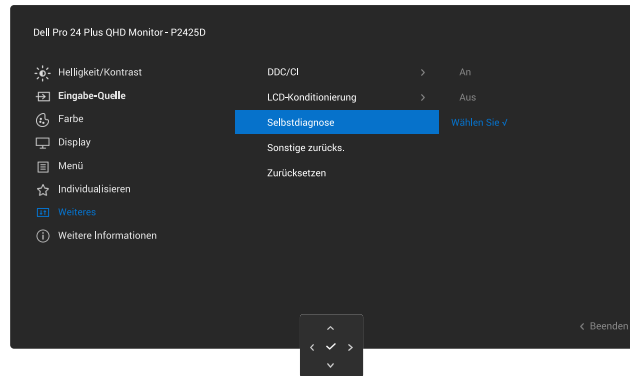 Dell Pro 24 Plus QHD Monitor - P2425D
Helligkeit/Kontrast
DDC/CI
An
Eingabe-Quelle
LCD-Konditionierung
Aus
Farbe
Selbstdiagnose
Wählen Sie √
Display
Sonstige zurücks.
Menü
Zurücksetzen
Individualisieren
Weiteres
Weitere Informationen
Beenden